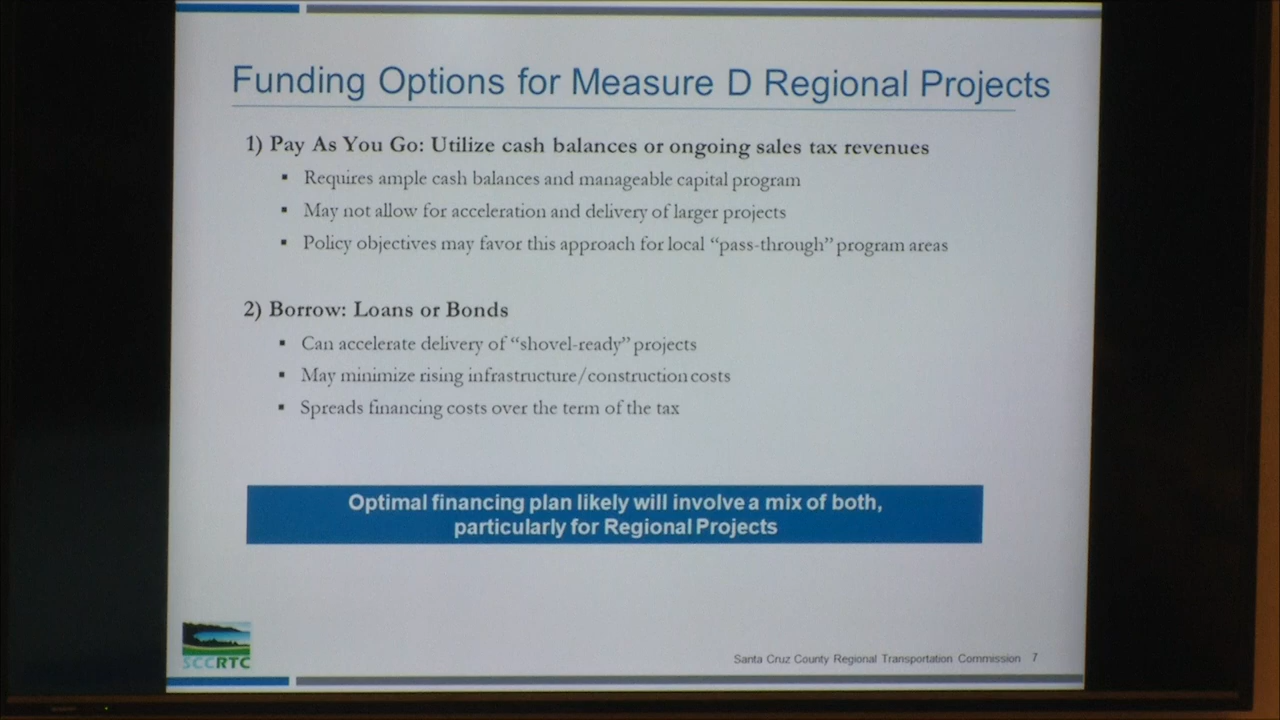 Funding Options for Measure D Regional Projects
1) Pay As You Go: Utilize cash balances or ongoing sales tax revenues
▪ Requires ample cash balances and manageable capital program
▪ May not allow for acceleration and delivery of larger projects
▪ Policy objectives may favor this approach for local “pass-through” program areas
2) Borrow: Loans or Bonds
▪ Can accelerate delivery of “shovel-ready” projects
▪ May minimize rising infrastructure/construction costs
▪ Spreads financing costs over the term of the tax
Optimal financing plan likely will involve a mix of both,
particularly for Regional Projects
SCCRTC
Santa Cruz County Regional Transportation Commission 7